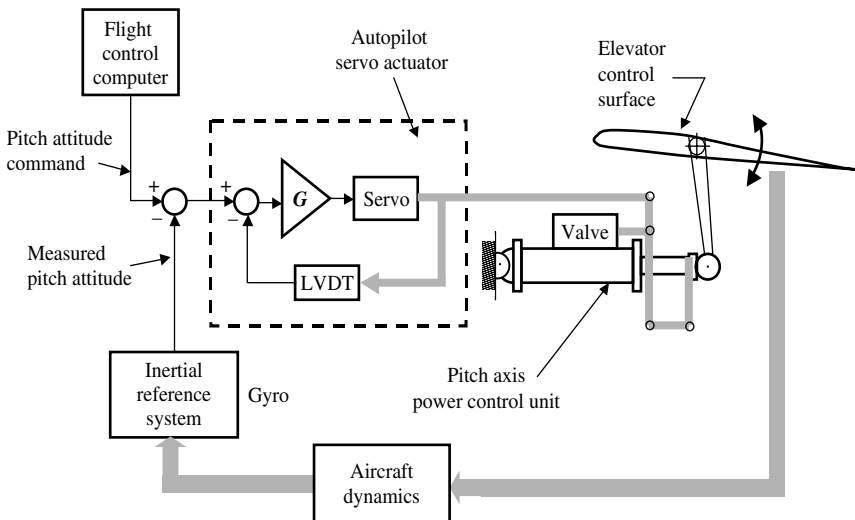 Flight
control
computer
Autopilot
servo actuator
Elevator
control
surface
Pitch attitude
command
+
−
+
−
G
Servo
Valve
LVDT
Measured
pitch attitude
Inertial
reference
system
Gyro
Pitch axis
power control unit
Aircraft
dynamics